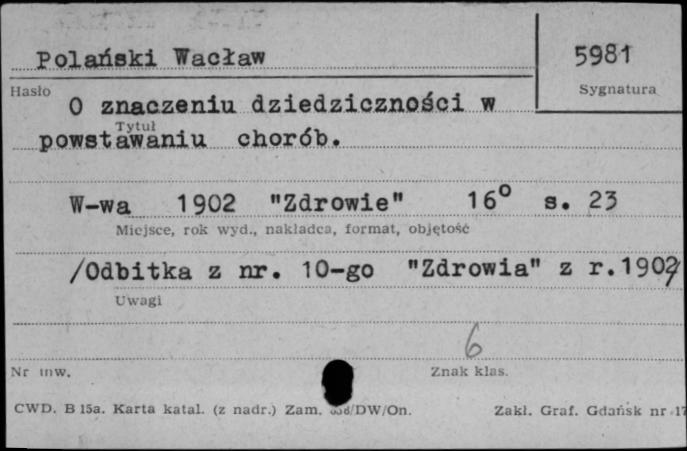 Polański Wacław
5981
Hasło
Sygnatura
O znaczeniu dziedziczności w
Tytuł
powstawaniu chorób.
W-wa 1902 "Zdrowie" 16° s. 23
Miejsce, rok wyd., nakładca, format, objętość
/Odbitka z nr. 10-go "Zdrowia" z r.1902/
Uwagi
6
Nr inw.
Znak klas.
CWD. B 15a. Karta katal. (z nadr.) Zam. /DW/On.
Zakł. Graf. Gdańsk nr 17